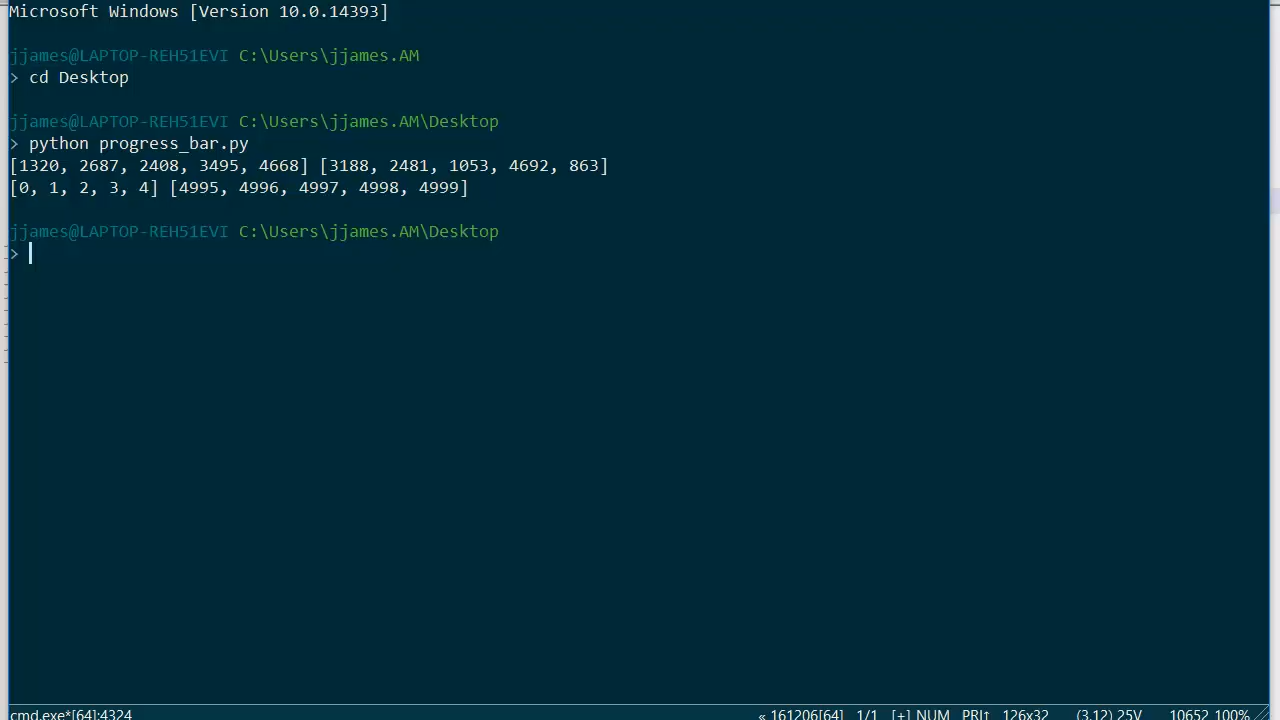 Microsoft Windows [Version 10.0.14393]
jjames@LAPTOP-REH51EVI C:\Users\jjames.AM
> cd Desktop
jjames@LAPTOP-REH51EVI C:\Users\jjames.AM\Desktop
> python progress_bar.py
[1320, 2687, 2408, 3495, 4668] [3188, 2481, 1053, 4692, 863]
[0, 1, 2, 3, 4] [4995, 4996, 4997, 4998, 4999]
jjames@LAPTOP-REH51EVI C:\Users\jjames.AM\Desktop
>
cmd.exe*[64]:4324 « 161206[64] 1/1 [+] NUM PRI↑ 126x32 (3,12) 25V 10652 100%